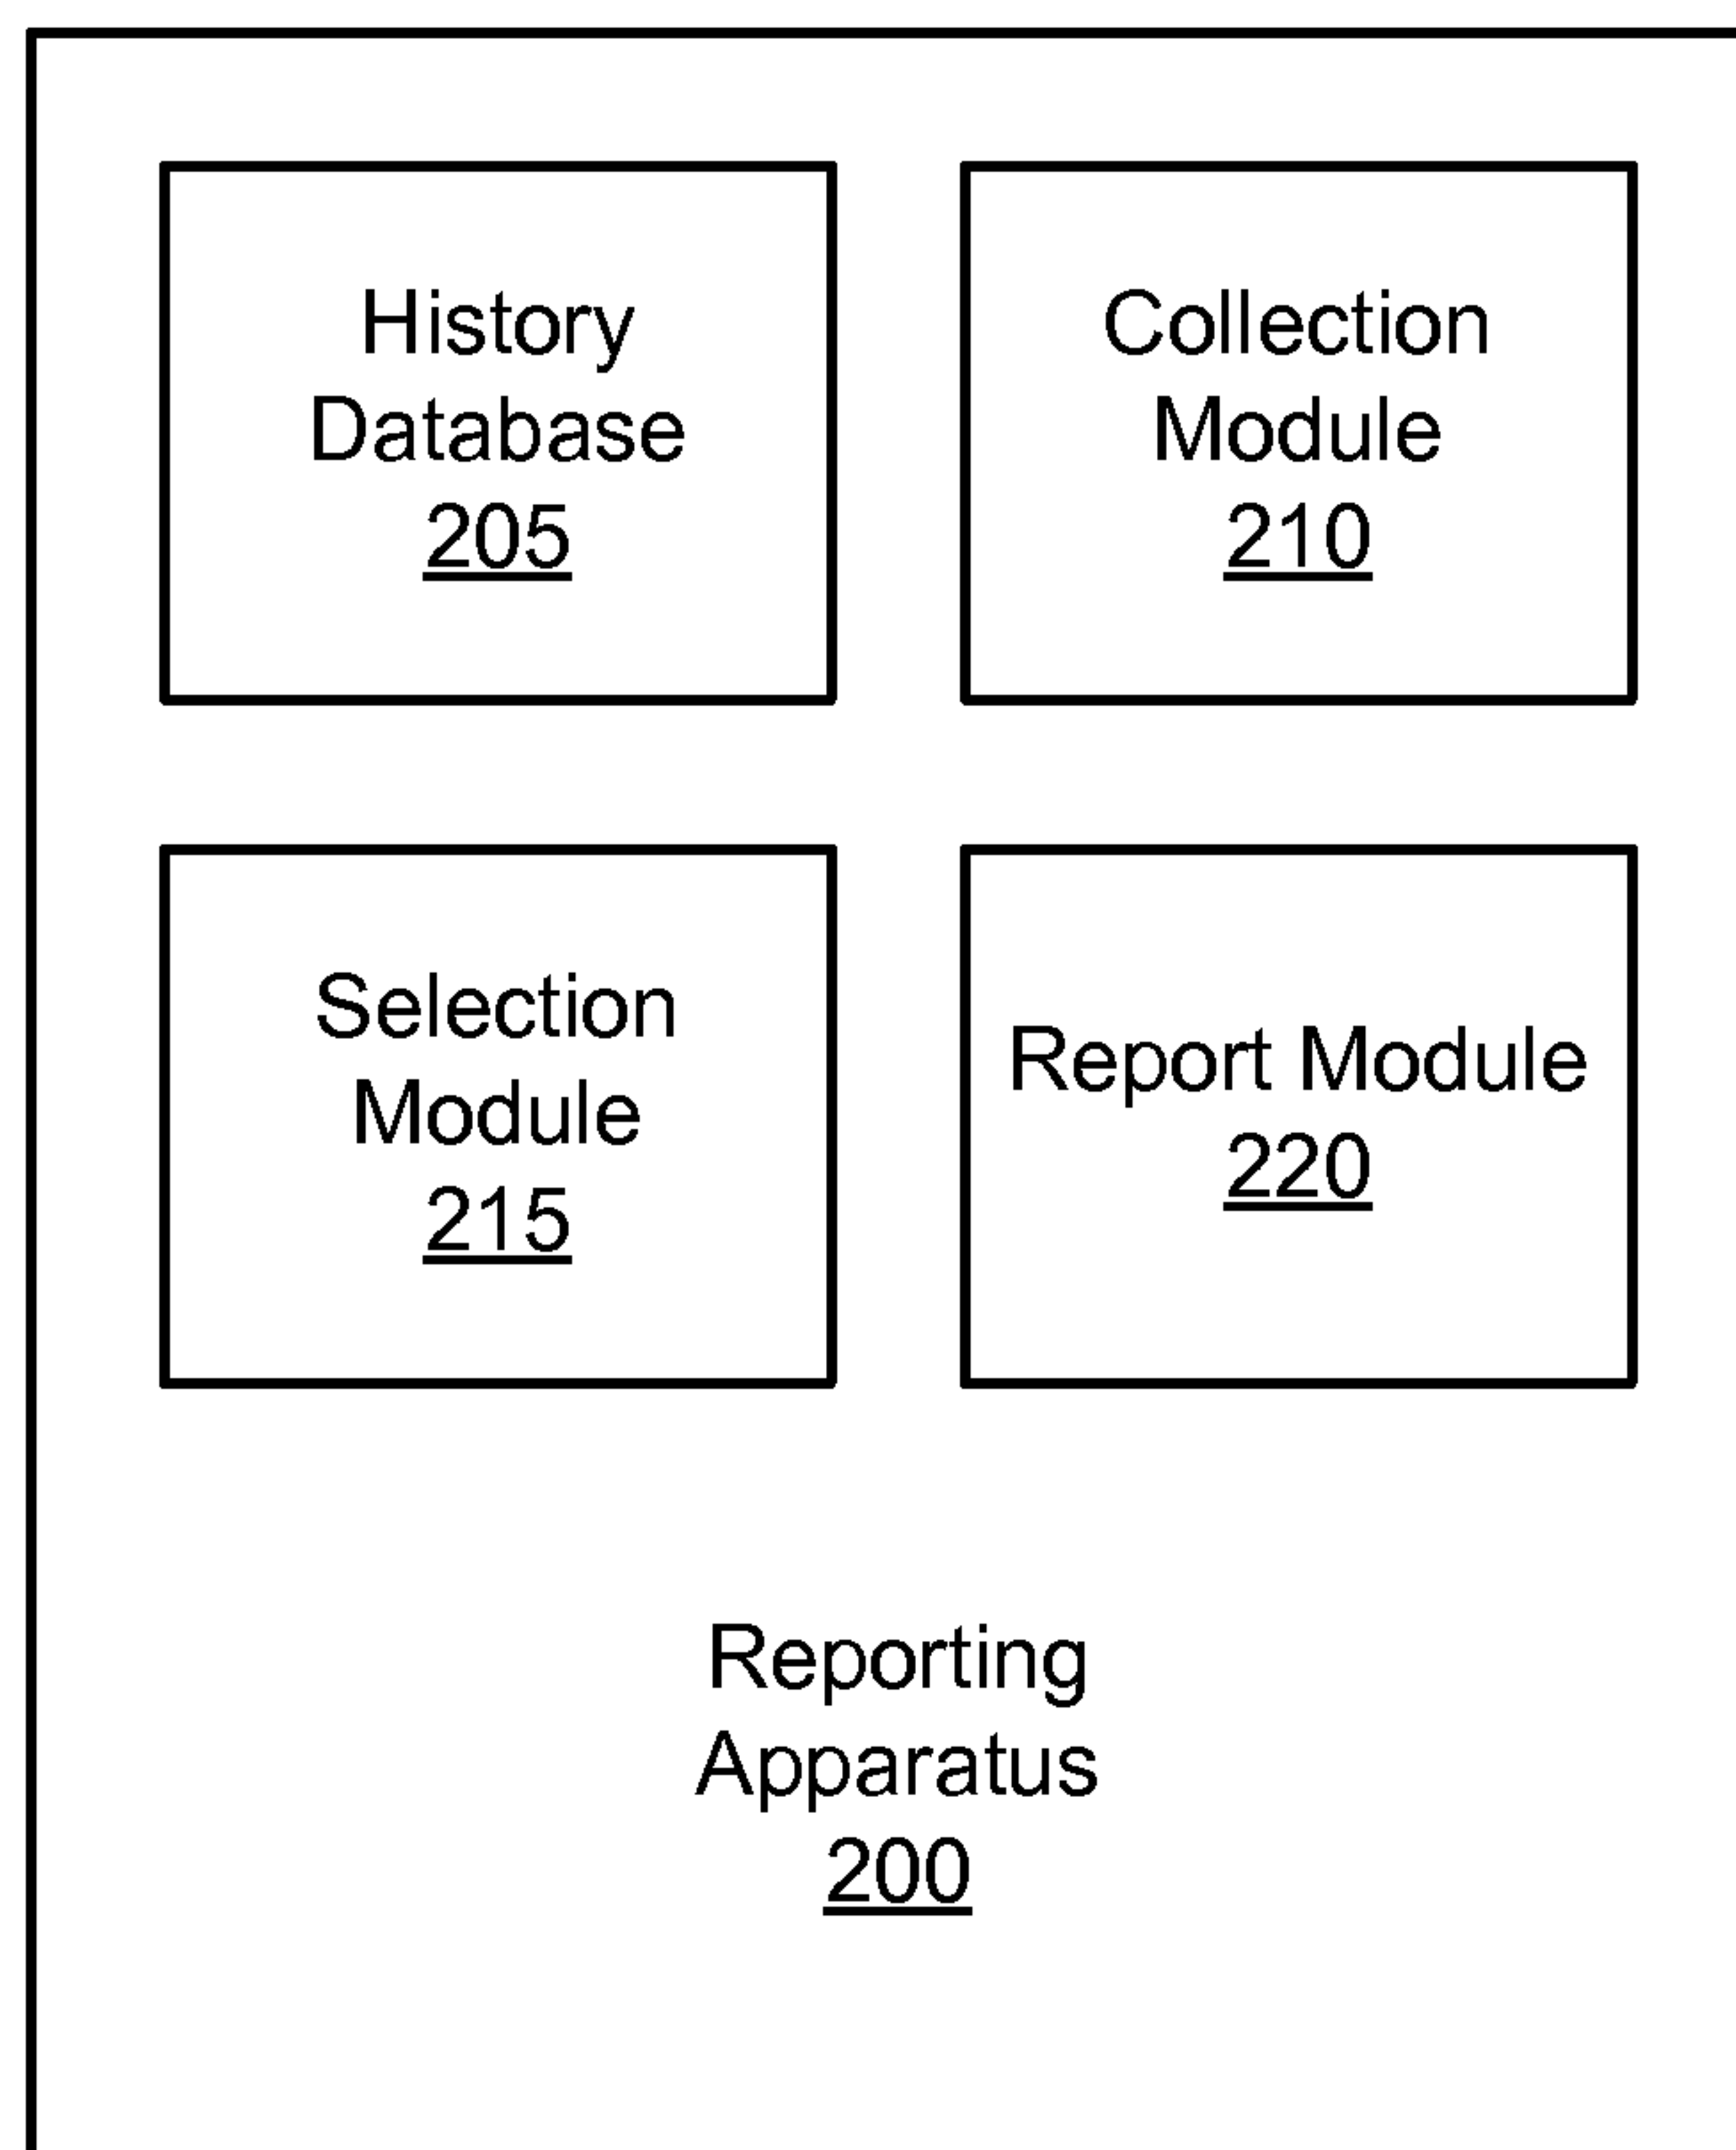 History
Database
205
Collection
Module
210
Selection
Module
215
Report Module
220
Reporting
Apparatus
200